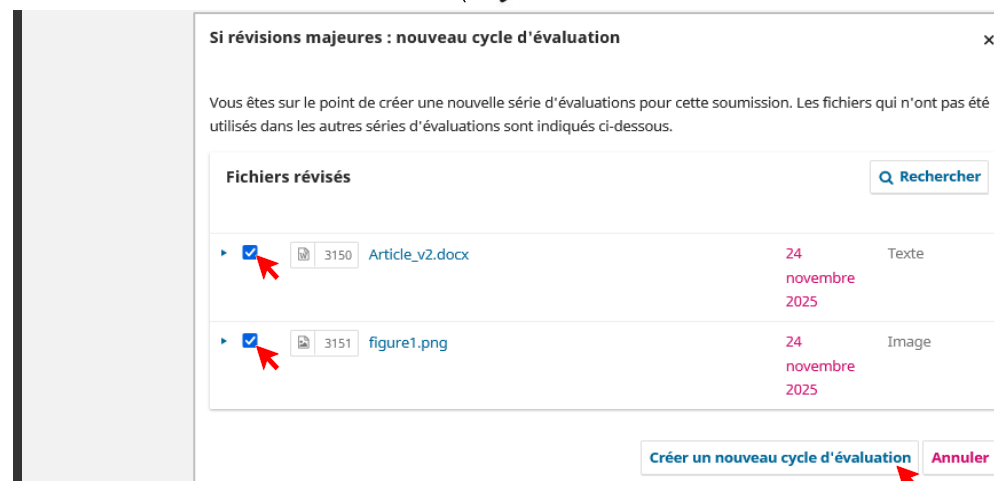 Si révisions majeures : nouveau cycle d'évaluation
Vous êtes sur le point de créer une nouvelle série d'évaluations pour cette soumission. Les fichiers qui n'ont pas été
utilisés dans les autres séries d'évaluations sont indiqués ci-dessous.
Fichiers révisés
Rechercher
3150 Article_v2.docx 24 novembre 2025 Texte
3151 figure1.png 24 novembre 2025 Image
Créer un nouveau cycle d'évaluation Annuler